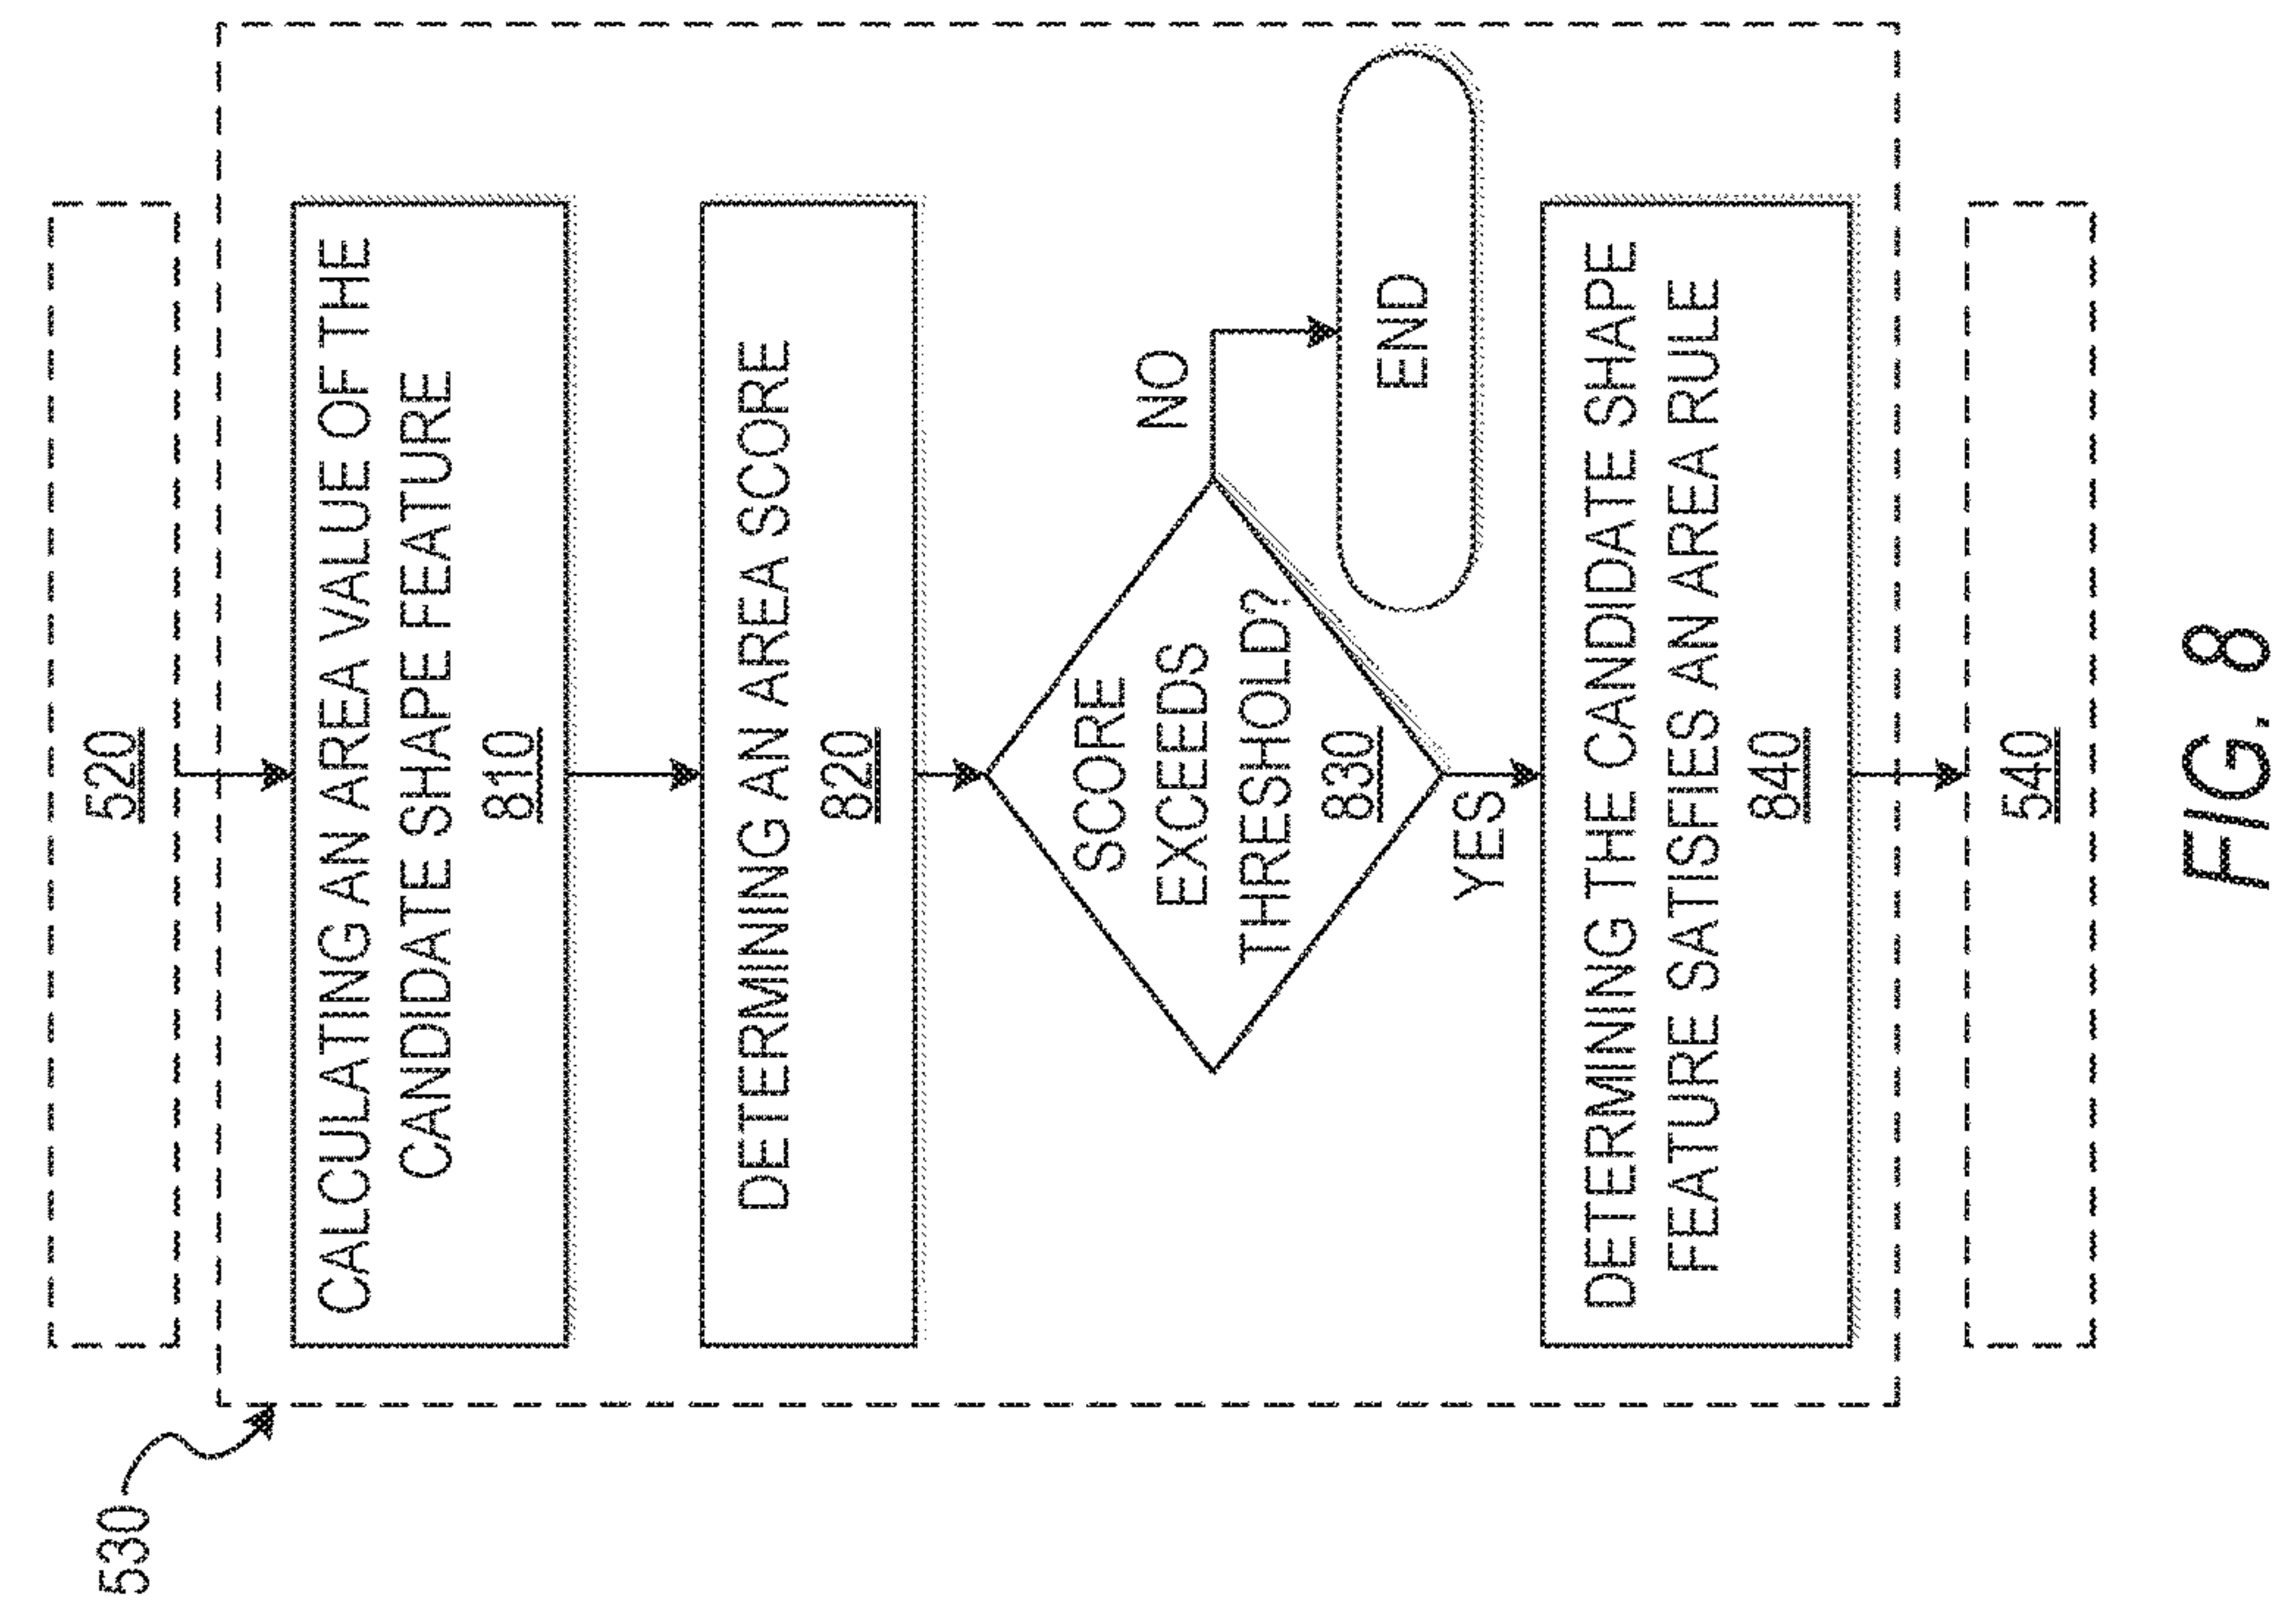 530
520
CALCULATING AN AREA VALUE OF THE
CANDIDATE SHAPE FEATURE
810
DETERMINING AN AREA SCORE
820
SCORE
EXCEEDS
THRESHOLD?
830
NO
END
YES
DETERMINING THE CANDIDATE SHAPE
FEATURE SATISFIES AN AREA RULE
840
540
FIG. 8